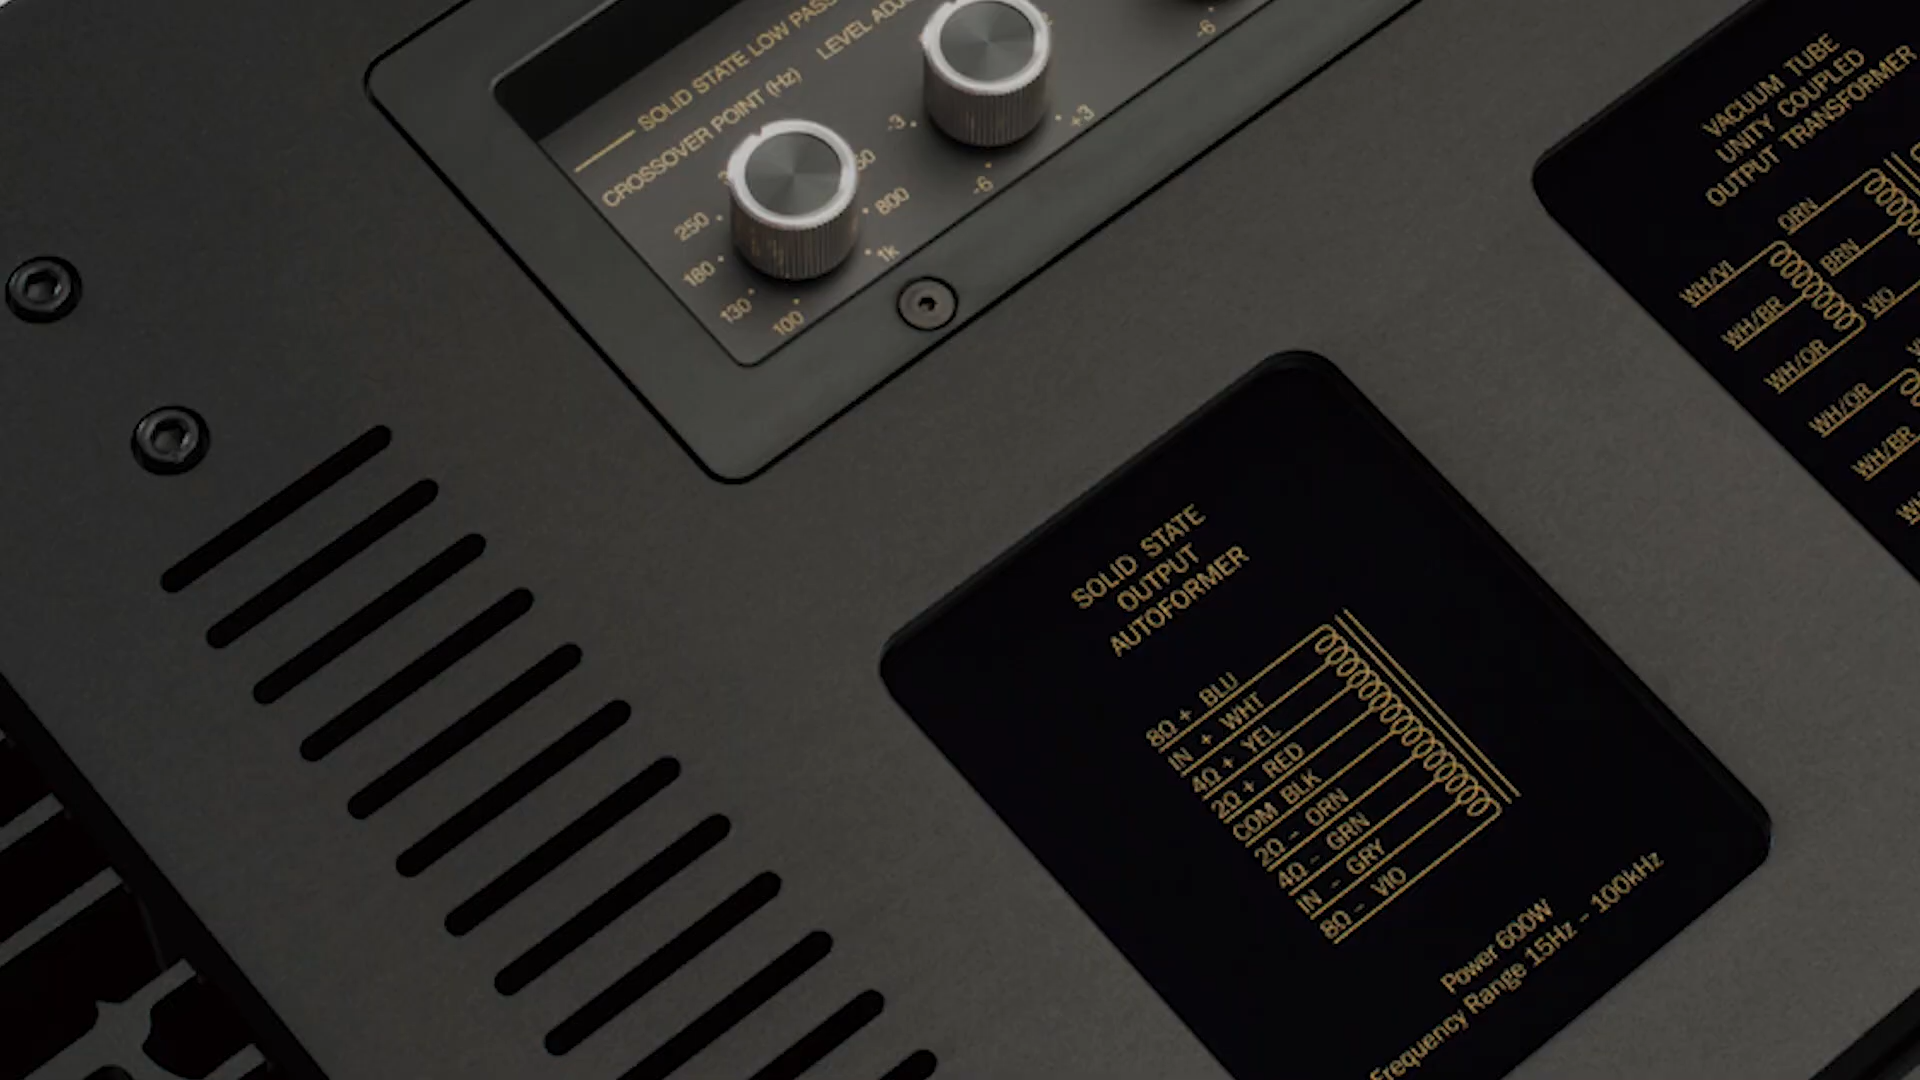 SOLID STATE LOW PASS
CROSSOVER POINT (Hz)
LEVEL
250
180
130
100
800
1k
-3
-6
+3
-6
VACUUM TUBE
UNITY COUPLED
OUTPUT TRANSFORMER
ORN
BRN
WH/VI
WH/BR
VIO
WH/OR
WH/OR
WH/BR
SOLID STATE
OUTPUT
AUTOFORMER
8Ω + BLU
IN + WHT
4Ω + YEL
2Ω + RED
COM BLK
2Ω - ORN
4Ω - GRN
IN - GRY
8Ω - VIO
Power 600W
Frequency Range 15Hz - 100kHz